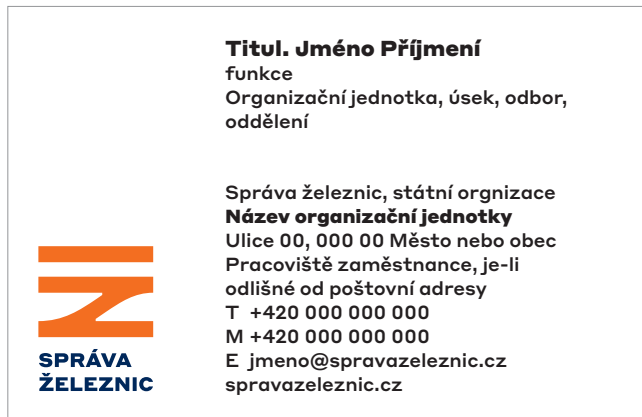 Titul. Jméno Příjmení
funkce
Organizační jednotka, úsek, odbor,
oddělení
Správa železnic, státní orgnizace
Název organizační jednotky
Ulice 00, 000 00 Město nebo obec
Pracoviště zaměstnance, je-li
odlišné od poštovní adresy
T +420 000 000 000
M +420 000 000 000
E jmeno@spravazeleznic.cz
spravazeleznic.cz
SPRÁVA
ŽELEZNIC